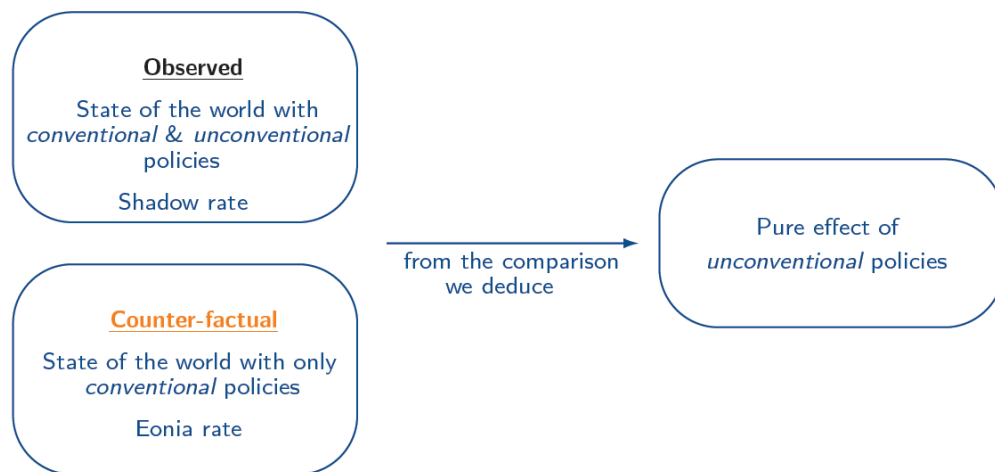 Observed
State of the world with
conventional & unconventional
policies
Shadow rate
Counter-factual
State of the world with only
conventional policies
Eonia rate
from the comparison
we deduce
Pure effect of
unconventional policies